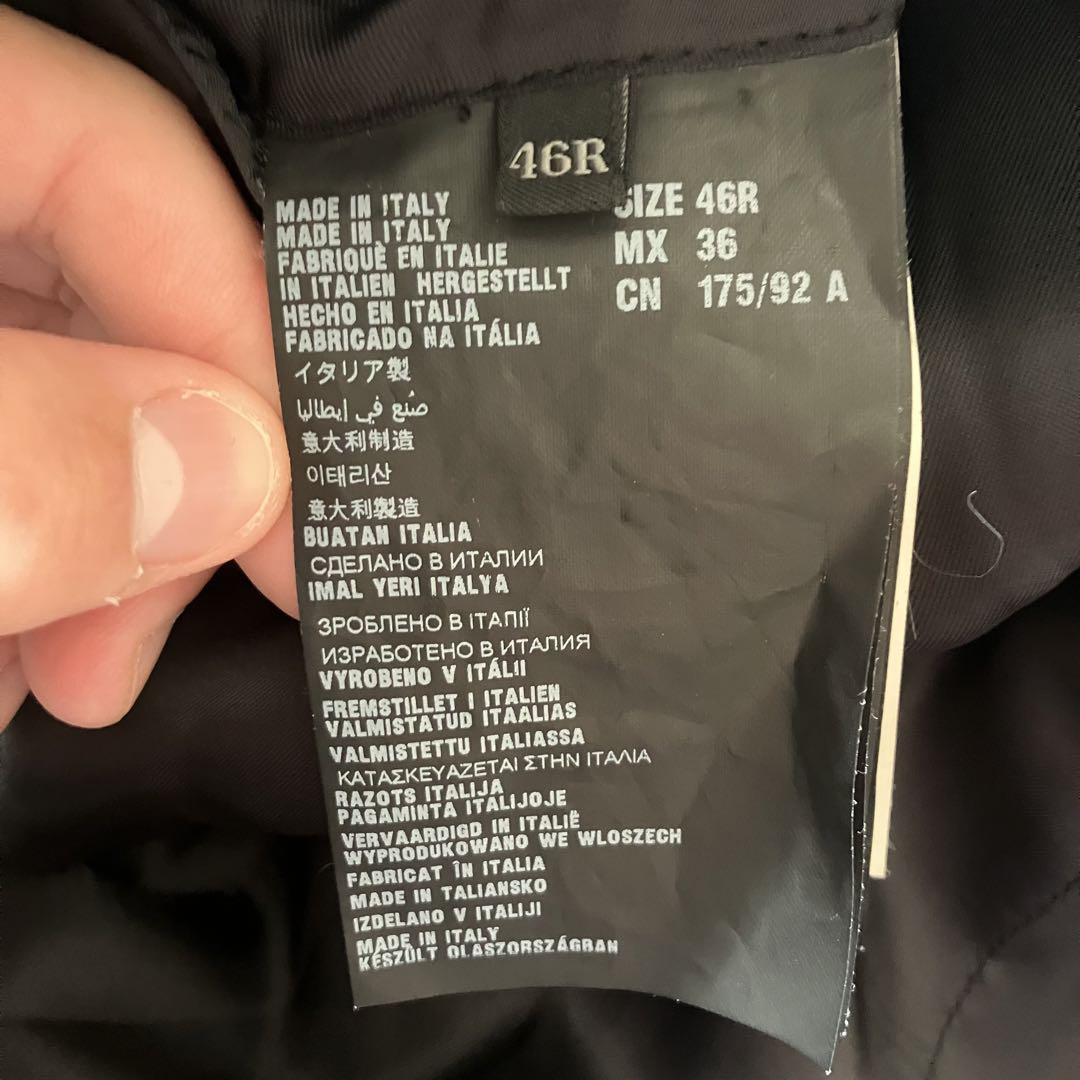 46R
MADE IN ITALY
MADE IN ITALY
FABRIQUÈ EN ITALIE
IN ITALIEN HERGESTELLT
HECHO EN ITALIA
FABRICADO NA ITÁLIA
イタリア製
صُنع في إيطاليا
意大利制造
이태리산
意大利製造
BUATAN ITALIA
СДЕЛАНО В ИТАЛИИ
IMAL YERI ITALYA
ЗРОБЛЕНО В ІТАПІЇ
ИЗРАБОТЕНО В ИТАЛИЯ
VYROBENO V ITÁLII
FREMSTILLET I ITALIEN
VALMISTATUD ITAALIAS
VALMISTETTU ITALIASSA
ΚΑΤΑΣΚΕΥΑΖΕΤΑΙ ΣΤΗΝ ΙΤΑΛΙΑ
RAZOTS ITALIJA
PAGAMINTA ITALIJOJE
VERVAARDIGD IN ITALIË
WYPRODUKOWANO WE WLOSZECH
FABRICAT ÎN ITALIA
MADE IN TALIANSKO
IZDELANO V ITALIJI
MADE IN ITALY
KÉSZÜLT OLASZORSZÁGBAN
SIZE 46R
MX 36
CN 175/92 A